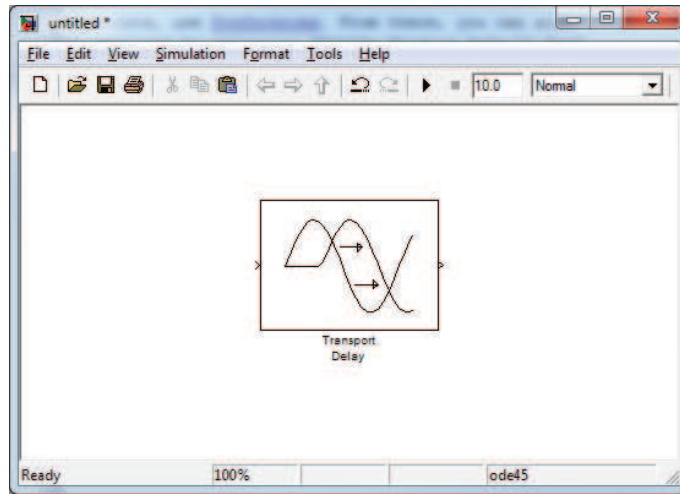 untitled *
File Edit View Simulation Format Tools Help
10.0 Normal
Transport
Delay
Ready 100% ode45